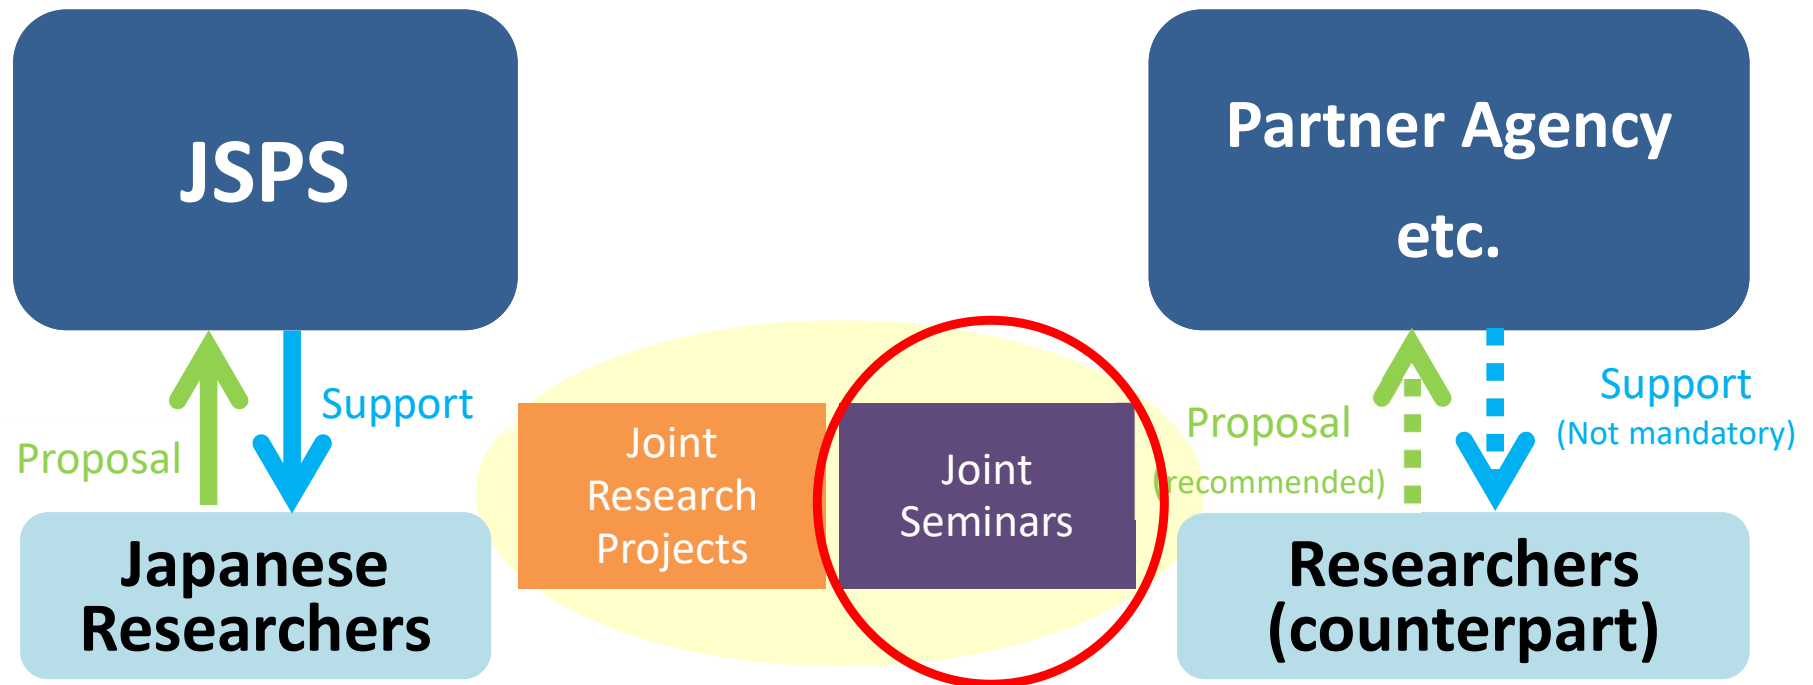 JSPS
Partner Agency
etc.
Proposal
Support
Joint
Research
Projects
Joint
Seminars
Proposal
(recommended)
Support
(Not mandatory)
Japanese
Researchers
Researchers
(counterpart)